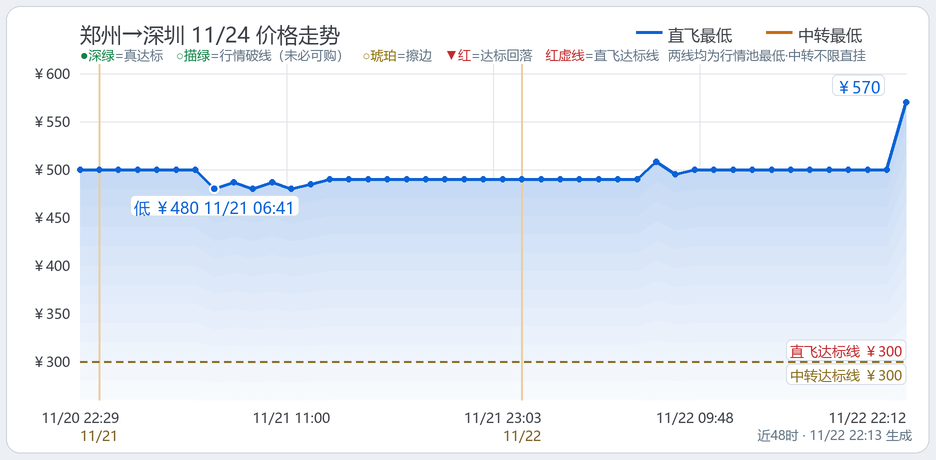 郑州→深圳 11/24 价格走势
直飞最低 中转最低
●深绿=真达标 ○描绿=行情破线（未必可购） ○琥珀=擦边 ▼红=达标回落 红虚线=直飞达标线 两线均为行情池最低·中转不限直挂
¥600
¥570
¥550
¥500
低 ¥480 11/21 06:41
¥450
¥400
¥350
直飞达标线 ¥300
¥300
中转达标线 ¥300
11/20 22:29 11/21 11:00 11/21 23:03 11/22 09:48 11/22 22:12
11/21 11/22 近48时 · 11/22 22:13 生成